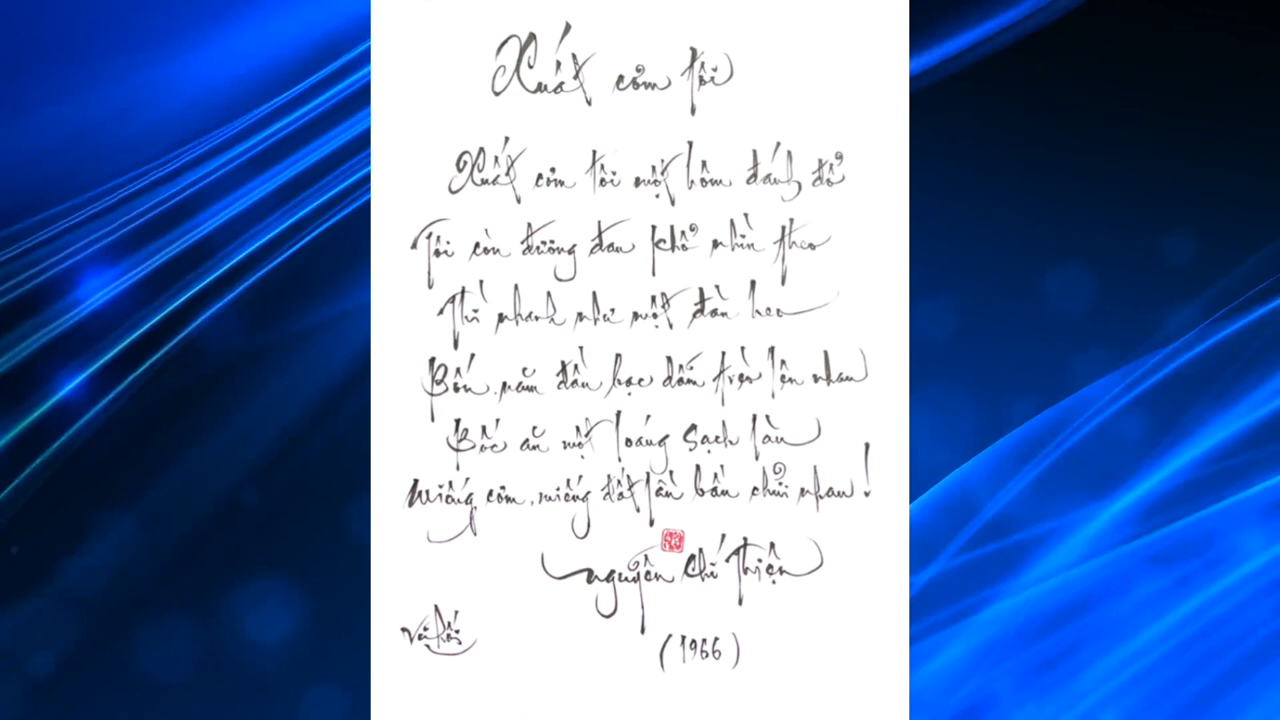 Xuất cơm tôi
Xuất cơm tôi một hôm đánh đổ
Tôi còn đương đau khổ nhìn theo
Thì nhanh như một đàn heo
Bốn, năm đần bạc dấm trèo lên nhau
Bốc ăn một loáng sạch làu
Miếng cơm, miếng đất lẫn bẩn chửi nhau!
Nguyễn Chí Thiện
(1966)